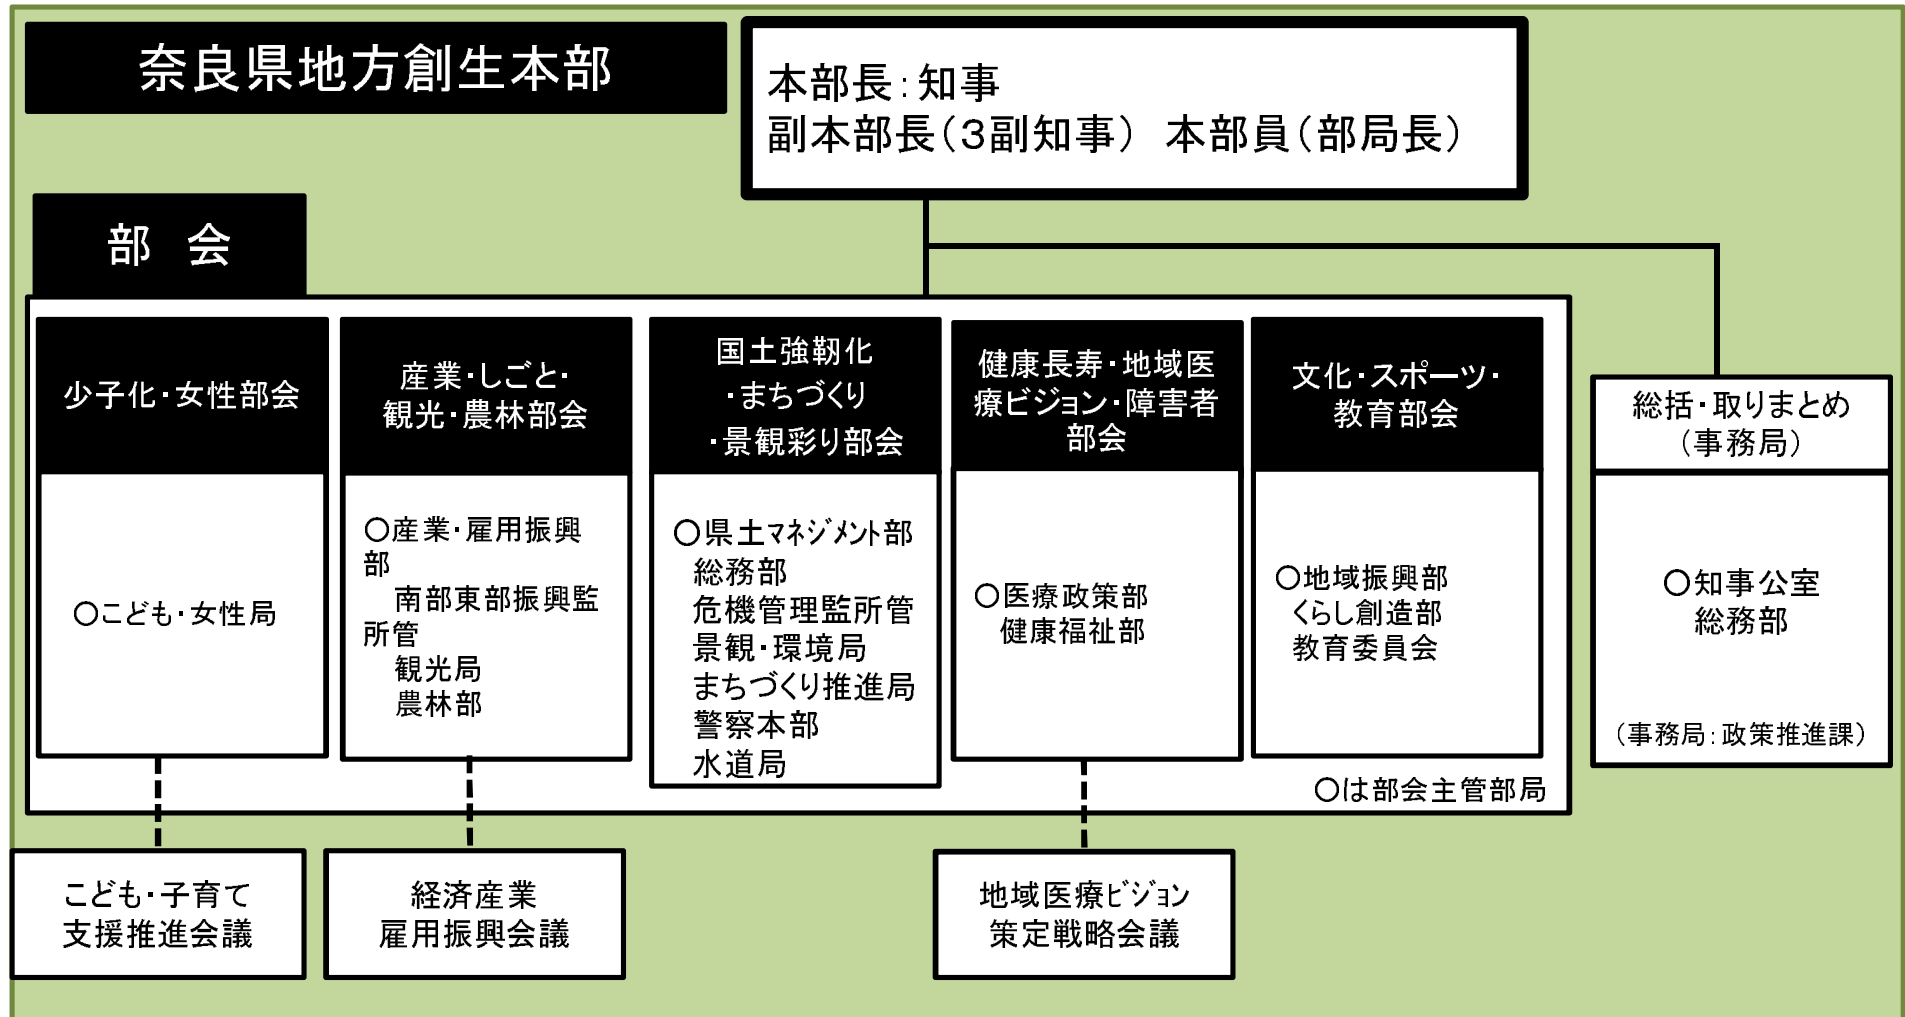 奈良県地方創生本部
本部長：知事
副本部長（３副知事）　本部員（部局長）
部　会
少子化・女性部会
○こども・女性局
産業・しごと・
観光・農林部会
○産業・雇用振興
部
南部東部振興監
所管
観光局
農林部
国土強靭化
・まちづくり
・景観彩り部会
○県土ﾏﾈｼﾞﾒﾝﾄ部
総務部
危機管理監所管
景観・環境局
まちづくり推進局
警察本部
水道局
健康長寿・地域医
療ビジョン・障害者
部会
○医療政策部
健康福祉部
文化・スポーツ・
教育部会
○地域振興部
くらし創造部
教育委員会
○は部会主管部局
総括・取りまとめ
（事務局）
○知事公室
総務部
（事務局：政策推進課）
こども・子育て
支援推進会議
経済産業
雇用振興会議
地域医療ﾋﾞｼﾞｮﾝ
策定戦略会議